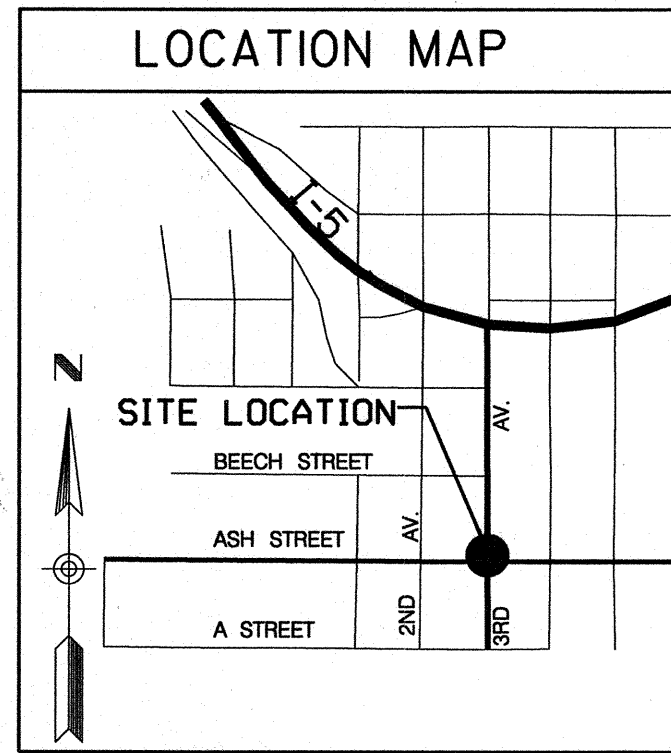 LOCATION MAP
I-5
N
SITE LOCATION
AV.
BEECH STREET
ASH STREET
AV.
A STREET
2ND
3RD